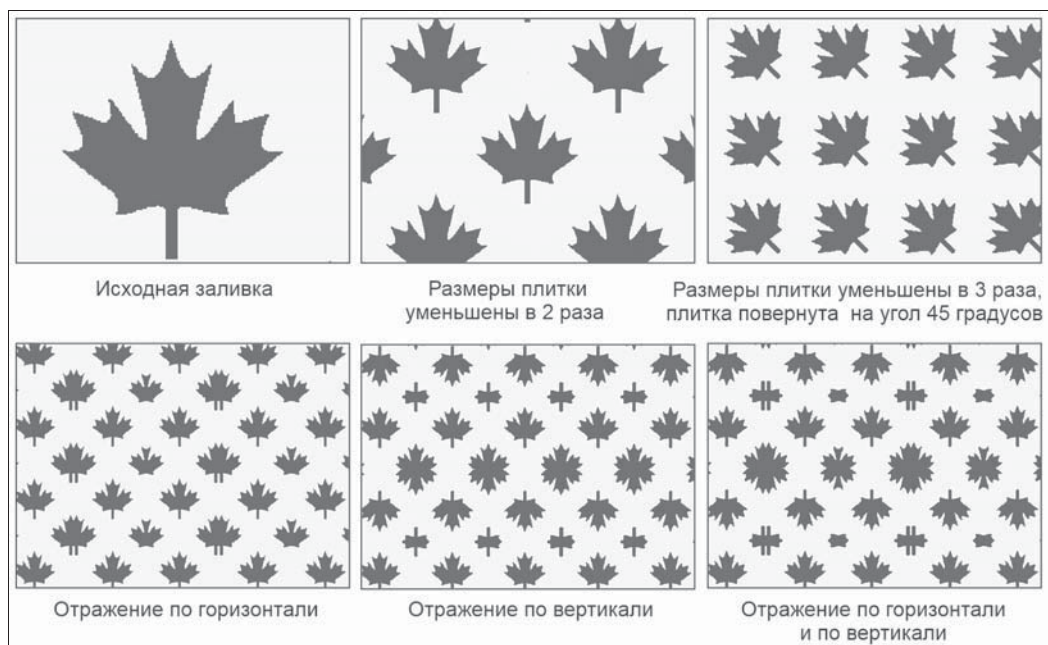 Исходная заливка
Размеры плитки
уменьшены в 2 раза
Размеры плитки уменьшены в 3 раза,
плитка повернута на угол 45 градусов
Отражение по горизонтали
Отражение по вертикали
Отражение по горизонтали
и по вертикали